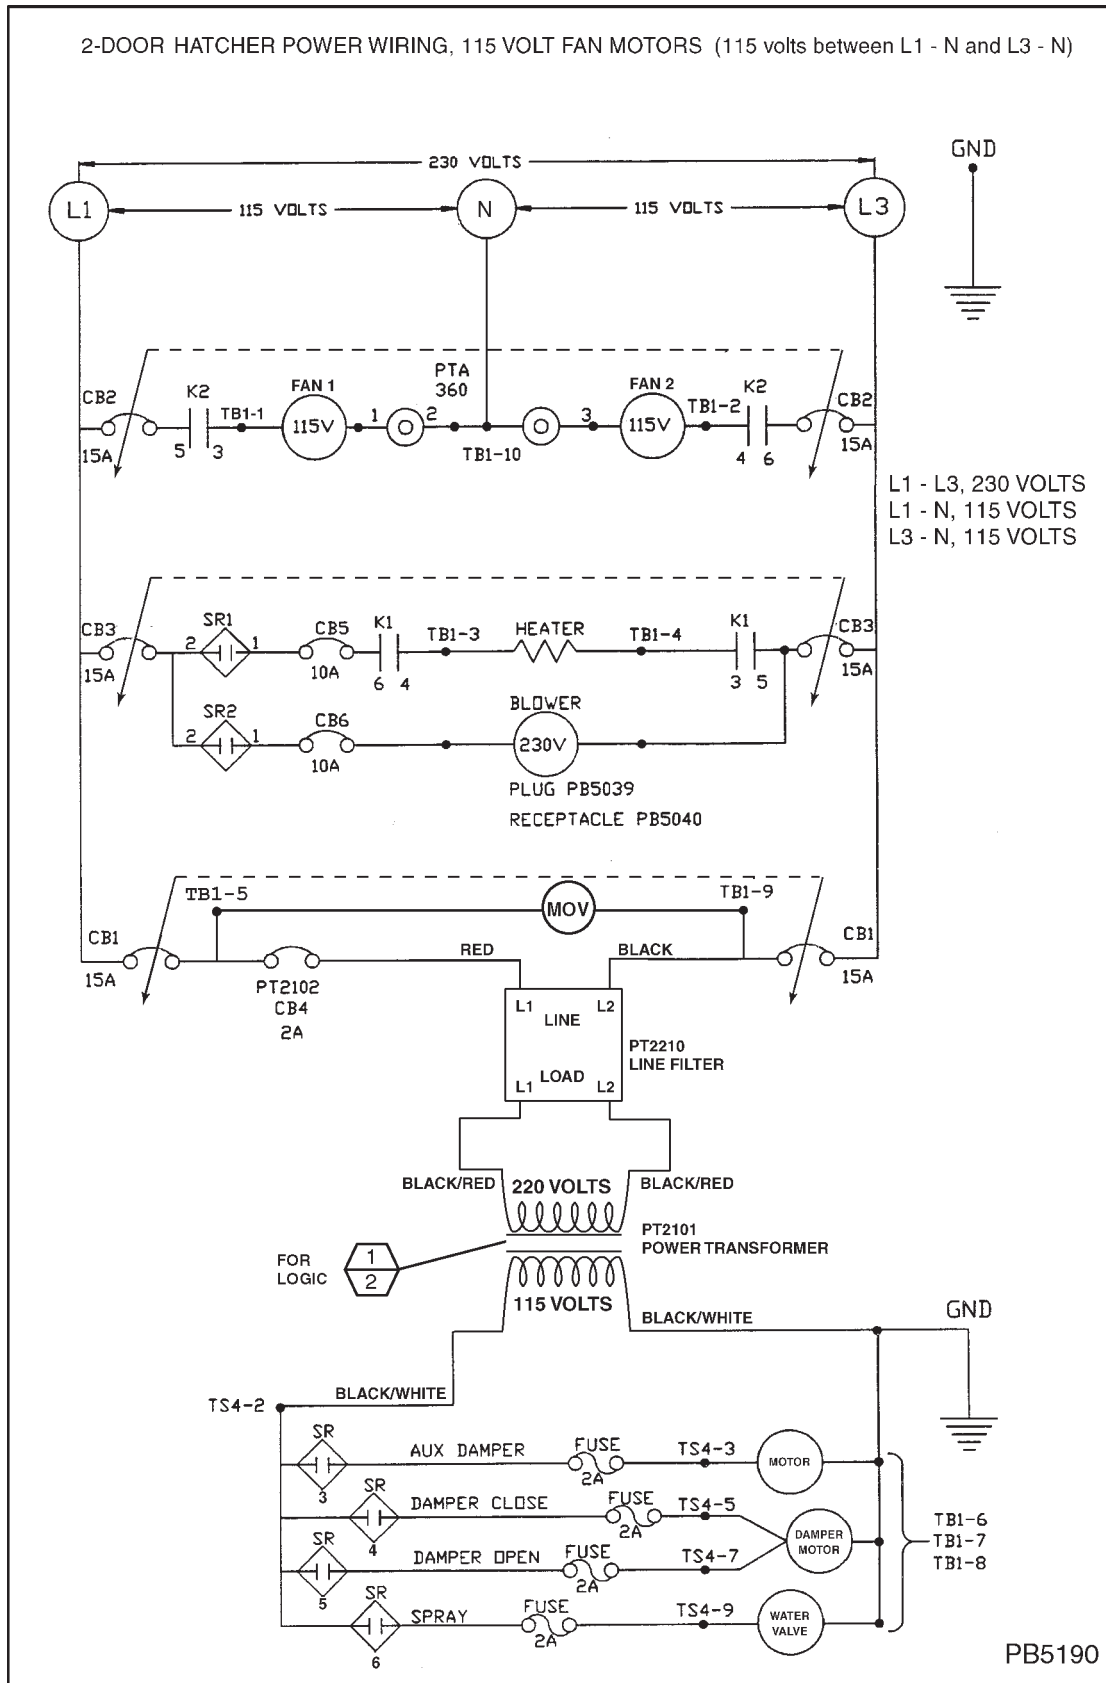 2-DOOR HATCHER POWER WIRING, 115 VOLT FAN MOTORS (115 volts between L1 - N and L3 - N)
230 VOLTS
GND
L1
115 VOLTS
N
115 VOLTS
L3
CB2
K2
TB1-1
FAN 1
PTA
360
FAN 2
TB1-2
K2
CB2
15A
5
3
115V
1
2
TB1-10
3
115V
4
6
15A
L1 - L3, 230 VOLTS
L1 - N, 115 VOLTS
L3 - N, 115 VOLTS
CB3
SR1
CB5
K1
TB1-3
HEATER
TB1-4
K1
CB3
2
1
15A
10A
6
4
3
5
15A
SR2
CB6
BLOWER
2
1
230V
10A
PLUG PB5039
RECEPTACLE PB5040
TB1-5
MOV
TB1-9
CB1
RED
BLACK
CB1
15A
PT2102
CB4
2A
15A
L1
LINE
L2
LOAD
L1
L2
PT2210
LINE FILTER
BLACK/RED
220 VOLTS
BLACK/RED
PT2101
POWER TRANSFORMER
FOR
LOGIC
1
2
115 VOLTS
BLACK/WHITE
GND
TS4-2
BLACK/WHITE
SR
AUX DAMPER
FUSE
TS4-3
MOTOR
3
2A
SR
DAMPER CLOSE
FUSE
TS4-5
4
2A
DAMPER
MOTOR
SR
DAMPER OPEN
FUSE
TS4-7
5
2A
SR
SPRAY
FUSE
TS4-9
WATER
VALVE
6
2A
TB1-6
TB1-7
TB1-8
PB5190